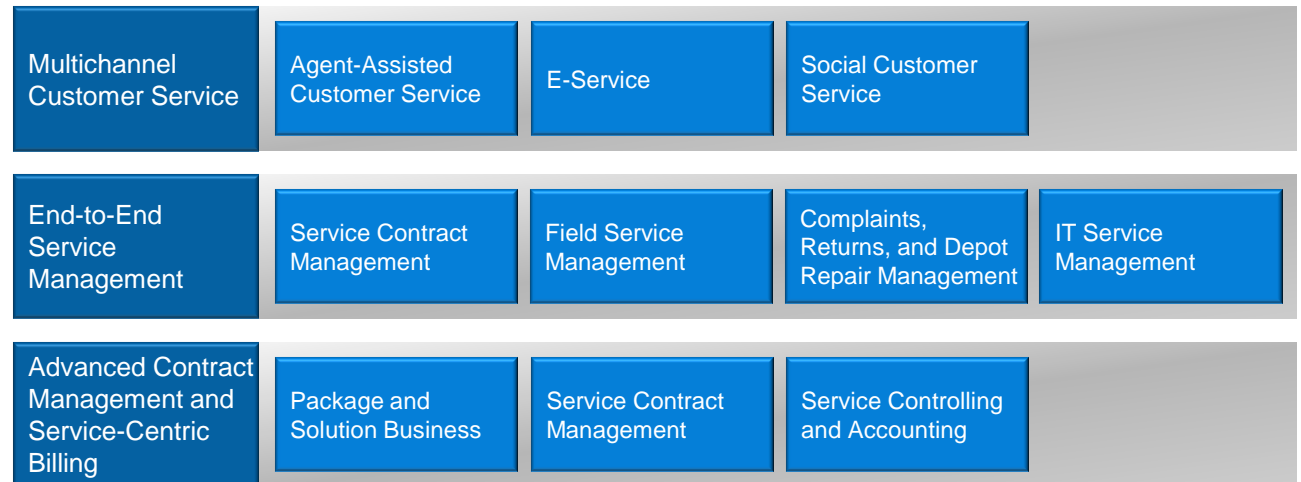 Multichannel
Customer Service
Agent-Assisted
Customer Service
E-Service
Social Customer
Service
End-to-End
Service
Management
Service Contract
Management
Field Service
Management
Complaints,
Returns, and Depot
Repair Management
IT Service
Management
Advanced Contract
Management and
Service-Centric
Billing
Package and
Solution Business
Service Contract
Management
Service Controlling
and Accounting